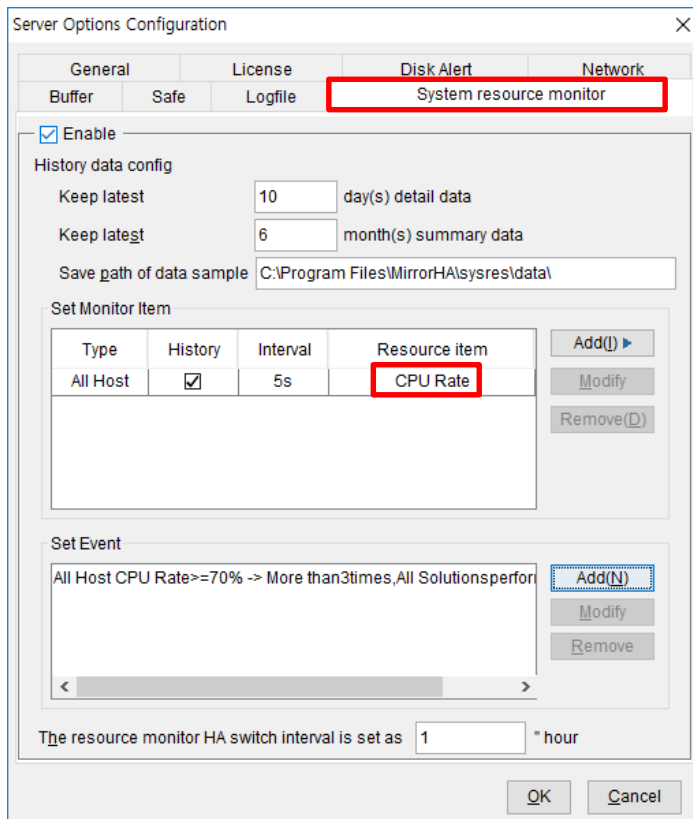 Server Options Configuration
General License Disk Alert Network
Buffer Safe Logfile System resource monitor
Enable
History data config
Keep latest 10 day(s) detail data
Keep latest 6 month(s) summary data
Save path of data sample C:\Program Files\MirrorHA\sysres\data\
Set Monitor Item
Type History Interval Resource item Add(I)
All Host 5s CPU Rate Modify
Remove(D)
Set Event
All Host CPU Rate>=70% -> More than3times,All Solutionsperfor Add(N)
Modify
Remove
The resource monitor HA switch interval is set as 1 " hour
OK Cancel